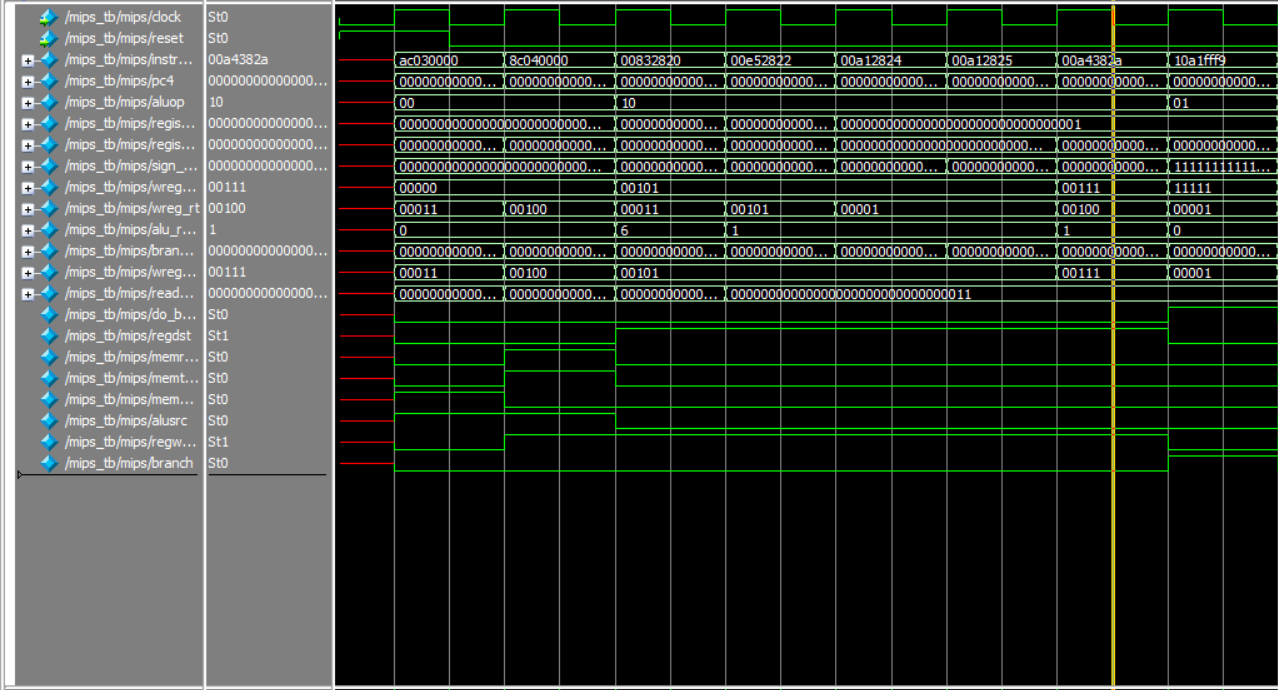 /mips_tb/mips/clock St0
/mips_tb/mips/reset St0
/mips_tb/mips/instr... 00a4382a ac030000 8c040000 00832820 00e52822 00a12824 00a12825 00a4382a 10a1fff9
/mips_tb/mips/pc4 00000000000000... 00000000000... 00000000000... 00000000000... 00000000000... 00000000000... 00000000000... 00000000000... 00000000000...
/mips_tb/mips/aluop 10 00 10 01
/mips_tb/mips/regis... 00000000000000... 0000000000000000000000000... 00000000000... 00000000000... 00000000000000000000000000000001
/mips_tb/mips/regis... 00000000000000... 00000000000... 00000000000... 00000000000... 00000000000... 0000000000000000000000000... 00000000000... 00000000000...
/mips_tb/mips/sign_... 00000000000000... 0000000000000000000000000... 00000000000... 00000000000... 00000000000... 00000000000... 00000000000... 11111111111...
/mips_tb/mips/wreg... 00111 00000 00101 00111 11111
/mips_tb/mips/wreg_rt 00100 00011 00100 00011 00101 00001 00100 00001
/mips_tb/mips/alu_r... 1 0 6 1 1 0
/mips_tb/mips/bran... 00000000000000... 00000000000... 00000000000... 00000000000... 00000000000... 00000000000... 00000000000... 00000000000... 00000000000...
/mips_tb/mips/wreg... 00111 00011 00100 00101 00111 00001
/mips_tb/mips/read... 00000000000000... 00000000000... 00000000000... 00000000000... 00000000000000000000000000000011
/mips_tb/mips/do_b... St0
/mips_tb/mips/regdst St1
/mips_tb/mips/memr... St0
/mips_tb/mips/memt... St0
/mips_tb/mips/mem... St0
/mips_tb/mips/alusrc St0
/mips_tb/mips/regw... St1
/mips_tb/mips/branch St0